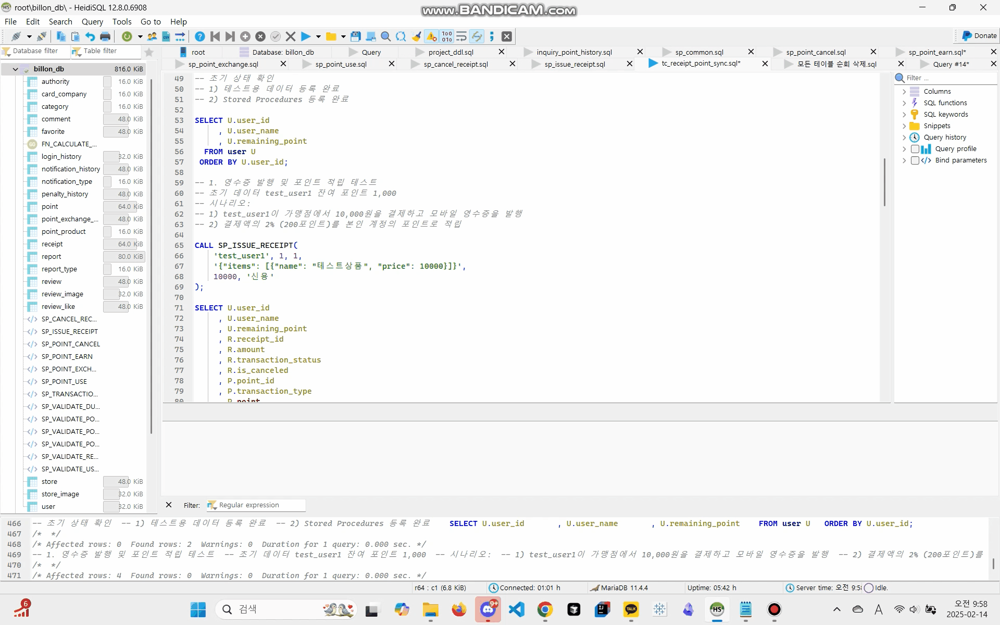 root\billon_db\ - HeidiSQL 12.8.0.6908
www.BANDICAM.com
File Edit Search Query Tools Go to Help
Donate
Database filter
Table filter
root
Database: billon_db
Query
project_ddl.sql
inquiry_point_history.sql
sp_common.sql
sp_point_cancel.sql
sp_point_earn.sql*
sp_point_exchange.sql
sp_point_use.sql
sp_cancel_receipt.sql
sp_issue_receipt.sql
tc_receipt_point_sync.sql*
모든 테이블 순회 삭제.sql
Query #14*
billon_db 816.0 KiB
authority 16.0 KiB
card_company 16.0 KiB
category 16.0 KiB
comment 48.0 KiB
favorite 48.0 KiB
FN_CALCULATE_...
login_history 32.0 KiB
notification_history 48.0 KiB
notification_type 16.0 KiB
penalty_history 48.0 KiB
point 64.0 KiB
point_exchange_... 48.0 KiB
point_product 16.0 KiB
receipt 64.0 KiB
report 80.0 KiB
report_type 16.0 KiB
review 48.0 KiB
review_image 32.0 KiB
review_like 48.0 KiB
SP_CANCEL_REC...
SP_ISSUE_RECEIPT
SP_POINT_CANCEL
SP_POINT_EARN
SP_POINT_EXCH...
SP_POINT_USE
SP_TRANSACTIO...
SP_VALIDATE_DU...
SP_VALIDATE_PO...
SP_VALIDATE_PO...
SP_VALIDATE_PO...
SP_VALIDATE_RE...
SP_VALIDATE_US...
store 48.0 KiB
store_image 32.0 KiB
user 32.0 KiB
49 -- 초기 상태 확인
50 -- 1) 테스트용 데이터 등록 완료
51 -- 2) Stored Procedures 등록 완료
52
53 SELECT U.user_id
54 , U.user_name
55 , U.remaining_point
56 FROM user U
57 ORDER BY U.user_id;
58
59 -- 1. 영수증 발행 및 포인트 적립 테스트
60 -- 초기 데이터 test_user1 잔여 포인트 1,000
61 -- 시나리오:
62 -- 1) test_user1이 가맹점에서 10,000원을 결제하고 모바일 영수증을 발행
63 -- 2) 결제액의 2% (200포인트)를 본인 계정의 포인트로 적립
64
65 CALL SP_ISSUE_RECEIPT(
66 'test_user1', 1, 1,
67 '{"items": [{"name": "테스트상품", "price": 10000}]}',
68 10000, '신용'
69 );
70
71 SELECT U.user_id
72 , U.user_name
73 , U.remaining_point
74 , R.receipt_id
75 , R.amount
76 , R.transaction_status
77 , R.is_canceled
78 , P.point_id
79 , P.transaction_type
80 , P.point
Filter ...
Columns
SQL functions
SQL keywords
Snippets
Query history
Query profile
Bind parameters
Filter: Regular expression
466 -- 초기 상태 확인 -- 1) 테스트용 데이터 등록 완료 -- 2) Stored Procedures 등록 완료 SELECT U.user_id , U.user_name , U.remaining_point FROM user U ORDER BY U.user_id;
467 /* */
468 /* Affected rows: 0 Found rows: 2 Warnings: 0 Duration for 1 query: 0.000 sec. */
469 -- 1. 영수증 발행 및 포인트 적립 테스트 -- 초기 데이터 test_user1 잔여 포인트 1,000 -- 시나리오: -- 1) test_user1이 가맹점에서 10,000원을 결제하고 모바일 영수증을 발행 -- 2) 결제액의 2% (200포인트)를
470 /* */
471 /* Affected rows: 4 Found rows: 0 Warnings: 0 Duration for 1 query: 0.000 sec. */
r64 : c1 (6.8 KiB)
Connected: 01:01 h
MariaDB 11.4.4
Uptime: 05:42 h
Server time: 오전 9:5
Idle.
6
검색
9+
TALK
HS
A
오전 9:58
2025-02-14